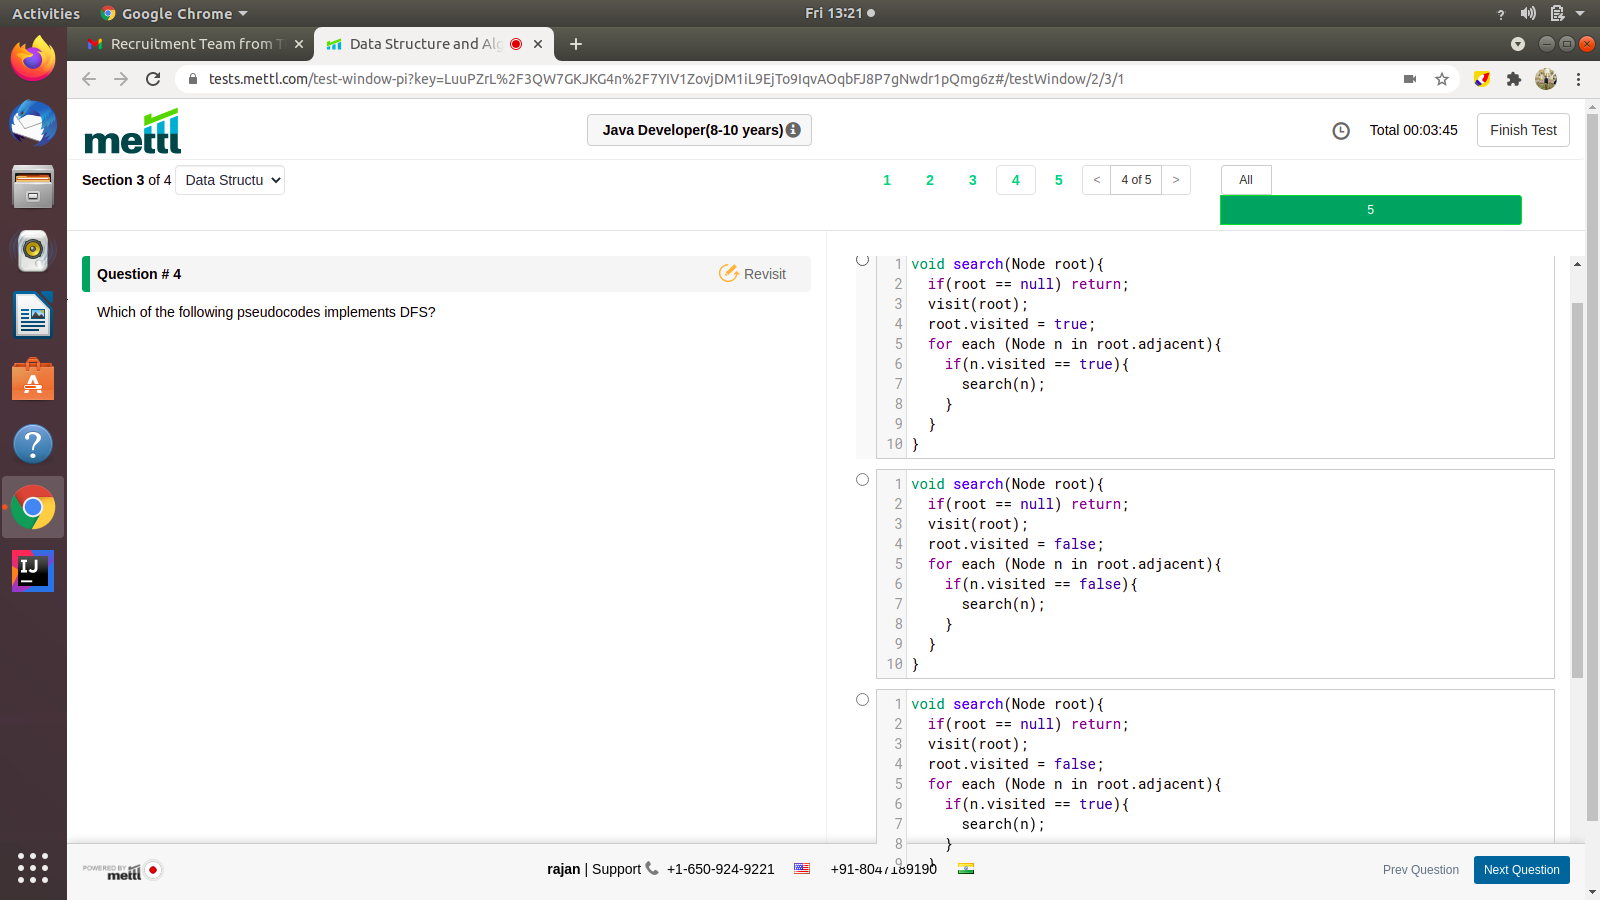 Activities Google Chrome Fri 13:21
Recruitment Team from T Data Structure and Alg
tests.mettl.com/test-window-pi?key=LuuPZrL%2F3QW7GKJKG4n%2F7YIV1ZovjDM1iL9EjTo9IqvAOqbFJ8P7gNwdr1pQmg6z#/testWindow/2/3/1
mettl
Java Developer(8-10 years)
Total 00:03:45
Finish Test
Section 3 of 4 Data Structu
1 2 3 4 5 < 4 of 5 > All
5
Question # 4 Revisit
Which of the following pseudocodes implements DFS?
1 void search(Node root){
2 if(root == null) return;
3 visit(root);
4 root.visited = true;
5 for each (Node n in root.adjacent){
6 if(n.visited == true){
7 search(n);
8 }
9 }
10 }
1 void search(Node root){
2 if(root == null) return;
3 visit(root);
4 root.visited = false;
5 for each (Node n in root.adjacent){
6 if(n.visited == false){
7 search(n);
8 }
9 }
10 }
1 void search(Node root){
2 if(root == null) return;
3 visit(root);
4 root.visited = false;
5 for each (Node n in root.adjacent){
6 if(n.visited == true){
7 search(n);
8 }
9 }
POWERED BY mettl
rajan | Support +1-650-924-9221 +91-8047189190
Prev Question Next Question